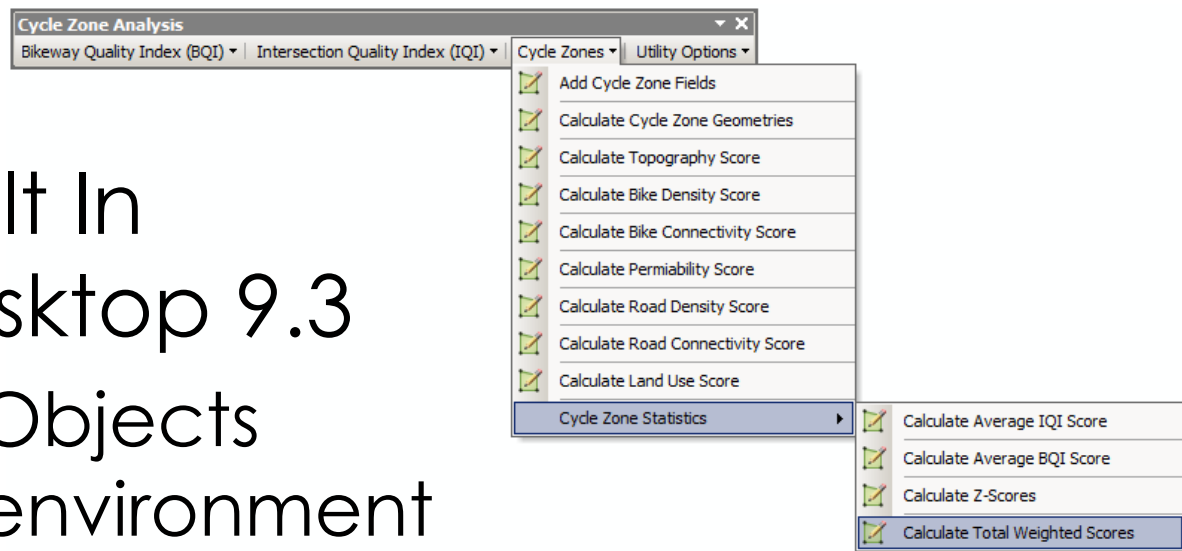 Cycle Zone Analysis
Bikeway Quality Index (BQI) Intersection Quality Index (IQI) Cycle Zones Utility Options
Add Cycle Zone Fields
Calculate Cycle Zone Geometries
Calculate Topography Score
Calculate Bike Density Score
Calculate Bike Connectivity Score
Calculate Permiability Score
Calculate Road Density Score
Calculate Road Connectivity Score
Calculate Land Use Score
Cycle Zone Statistics
Calculate Average IQI Score
Calculate Average BQI Score
Calculate Z-Scores
Calculate Total Weighted Scores
lt In
sktop 9.3
Objects
environment